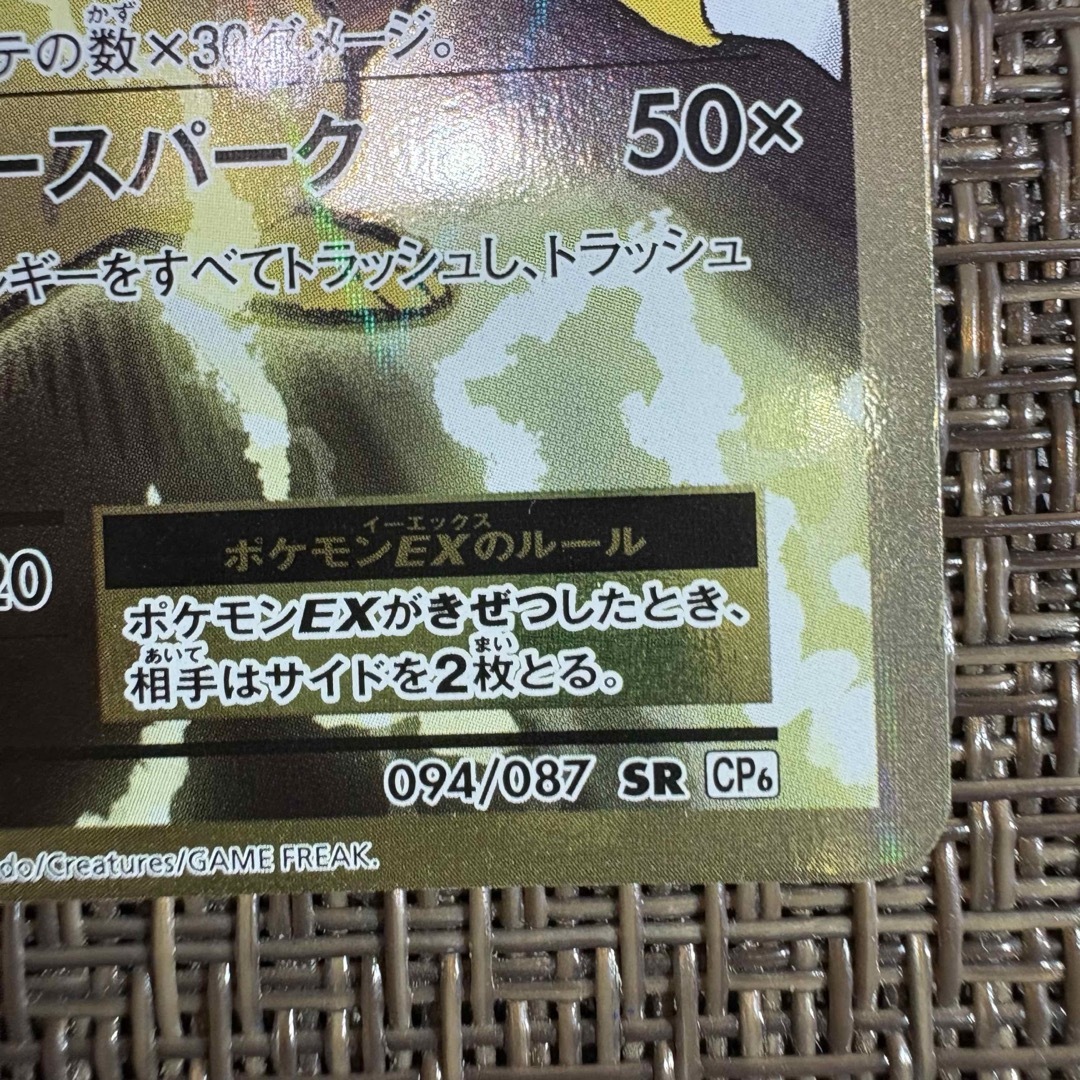 テの数×30ダメージ。
かず
ースパーク 50×
ルギーをすべてトラッシュし、トラッシュ
イーエックス
ポケモンEXのルール
20
ポケモンEXがきぜつしたとき、
あいて まい
相手はサイドを2枚とる。
094/087 SR CP6
do/Creatures/GAME FREAK.